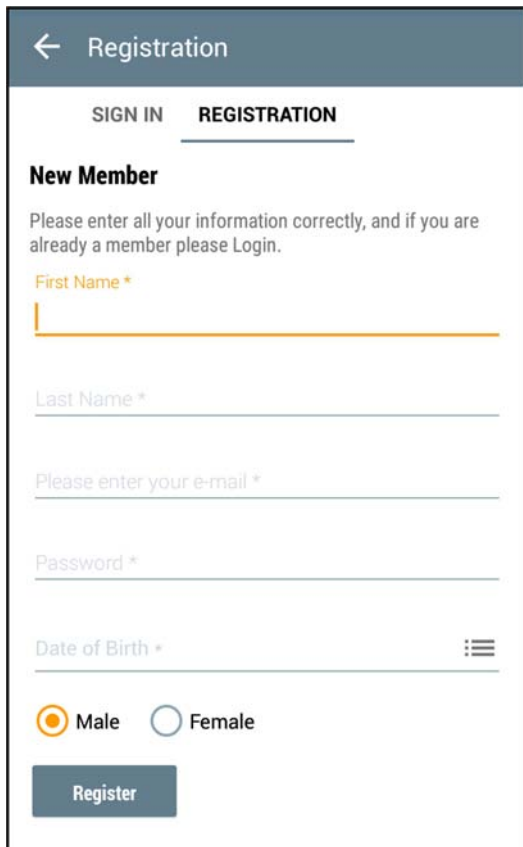 Registration
SIGN IN REGISTRATION
New Member
Please enter all your information correctly, and if you are
already a member please Login.
First Name *
Last Name *
Please enter your e-mail *
Password *
Date of Birth *
Male Female
Register